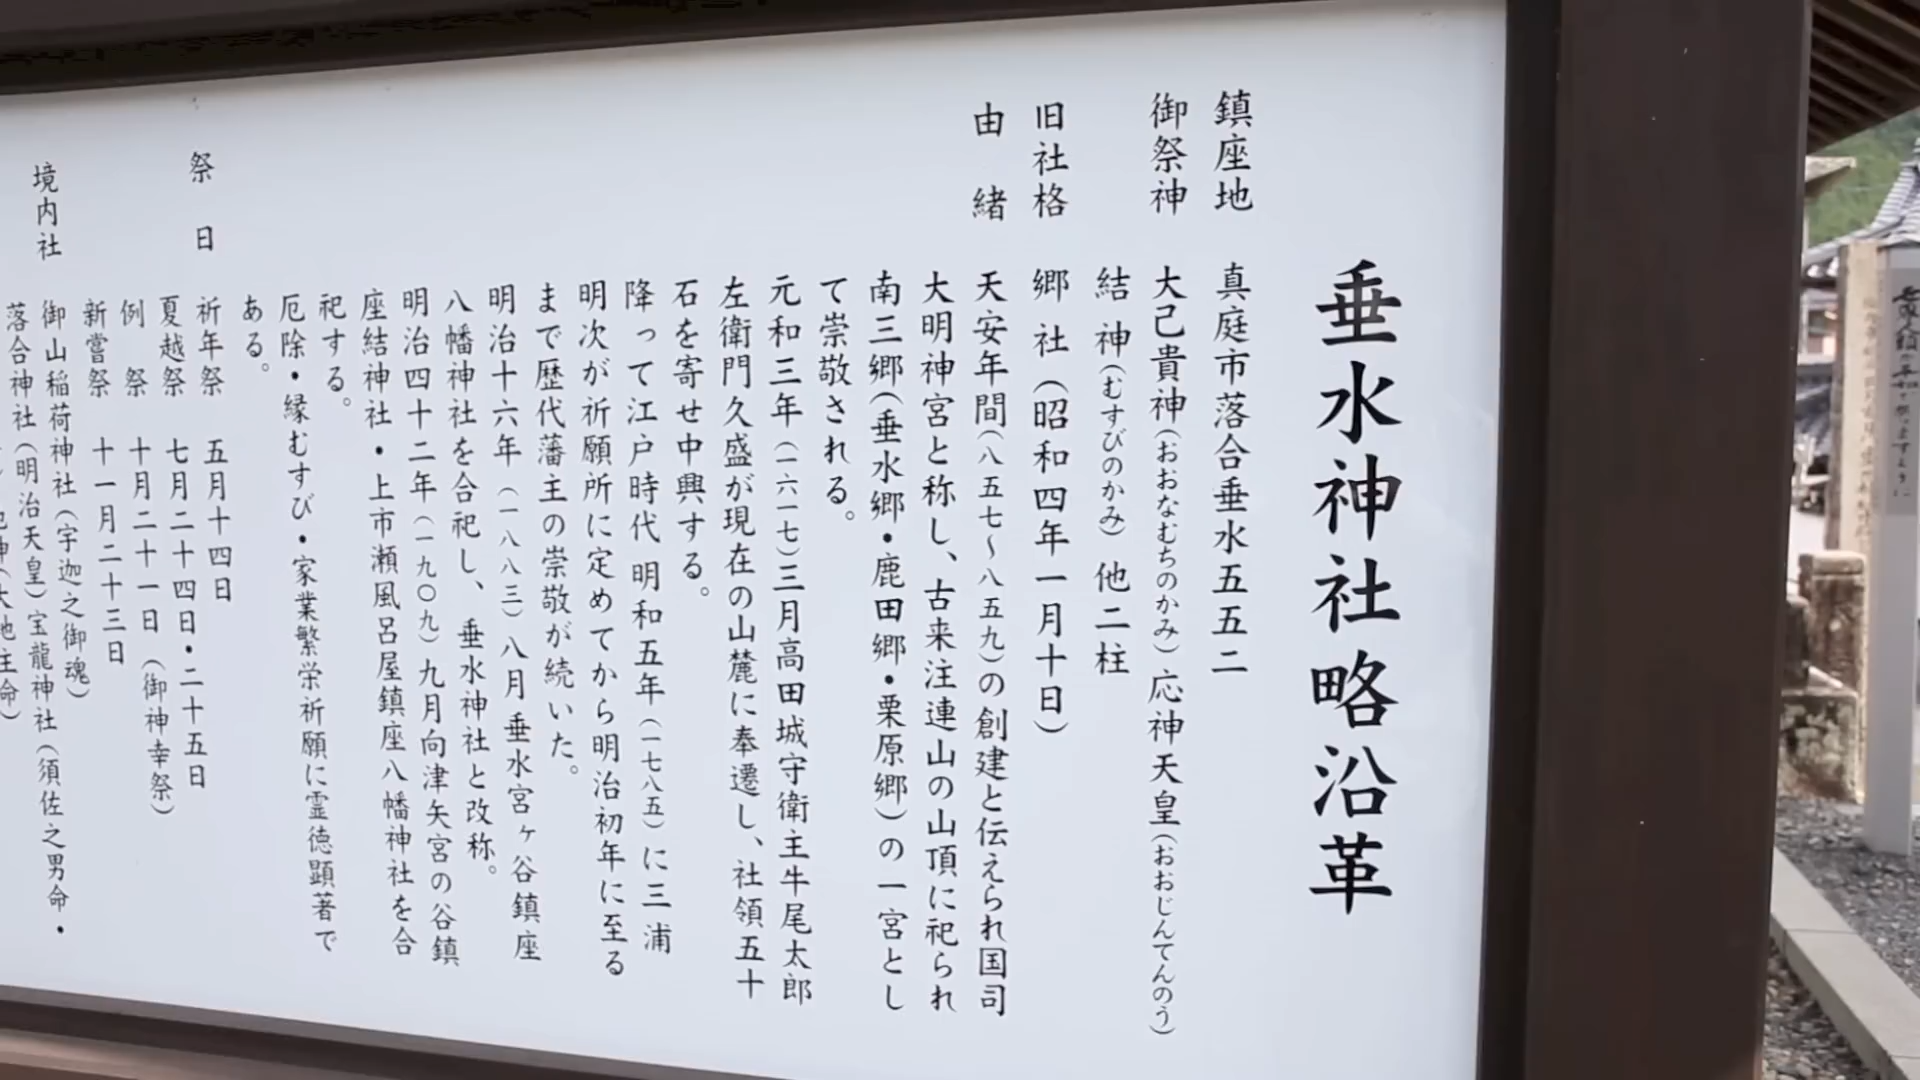 垂水神社略沿革
鎮座地　真庭市落合垂水五五二
御祭神　大己貴神（おおなむちのかみ）応神天皇（おおじんてんのう）
結　神（むすびのかみ）他二柱
旧社格　郷　社（昭和四年一月十日）
由　緒　天安年間（八五七〜八五九）の創建と伝えられ国司
大明神宮と称し、古来注連山の山頂に祀られ
南三郷（垂水郷・鹿田郷・栗原郷）の一宮とし
て崇敬される。
元和三年（一六一七）三月高田城守衛主牛尾太郎
左衛門久盛が現在の山麓に奉遷し、社領五十
石を寄せ中興する。
降って江戸時代 明和五年（一七八五）に三浦
明次が祈願所に定めてから明治初年に至る
まで歴代藩主の崇敬が続いた。
明治十六年（一八八三）八月垂水宮ヶ谷鎮座
八幡神社を合祀し、垂水神社と改称。
明治四十二年（一九〇九）九月向津矢宮の谷鎮
座結神社・上市瀬風呂屋鎮座八幡神社を合
祀する。
厄除・縁むすび・家業繁栄祈願に霊徳顕著で
ある。
祭　日　祈年祭　五月十四日
夏越祭　七月二十四日・二十五日
例　祭　十月二十一日（御神幸祭）
新嘗祭　十一月二十三日
境内社　御山稲荷神社（宇迦之御魂）
落合神社（明治天皇）宝龍神社（須佐之男命・